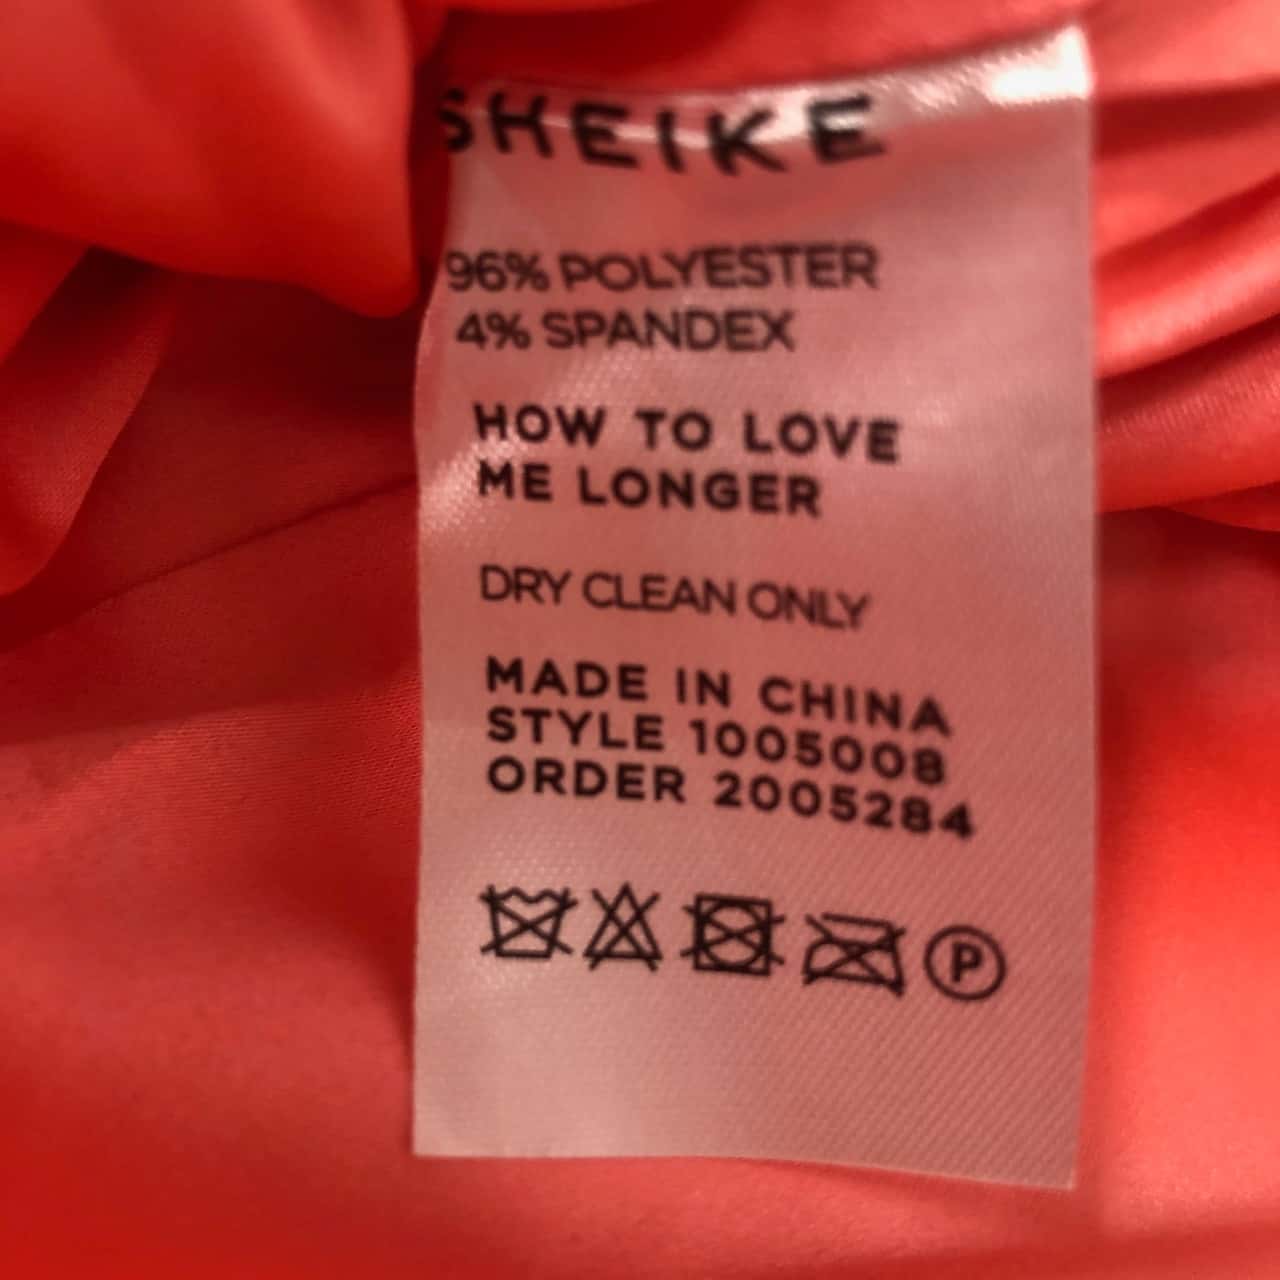 SHEIKE
96% POLYESTER
4% SPANDEX
HOW TO LOVE
ME LONGER
DRY CLEAN ONLY
MADE IN CHINA
STYLE 1005008
ORDER 2005284
P